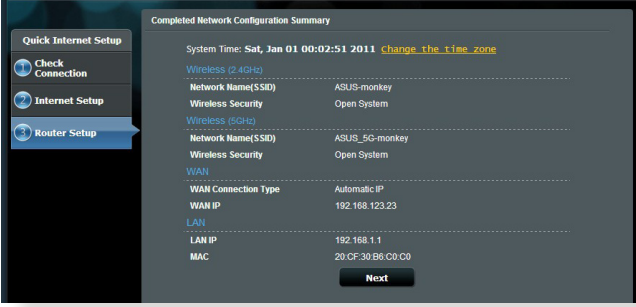 Completed Network Configuration Summary
Quick Internet Setup
1 Check Connection
2 Internet Setup
3 Router Setup
System Time: Sat, Jan 01 00:02:51 2011 Change the time zone
Wireless (2.4GHz)
Network Name(SSID) ASUS-monkey
Wireless Security Open System
Wireless (5GHz)
Network Name(SSID) ASUS_5G-monkey
Wireless Security Open System
WAN
WAN Connection Type Automatic IP
WAN IP 192.168.123.23
LAN
LAN IP 192.168.1.1
MAC 20:CF:30:B6:C0:C0
Next